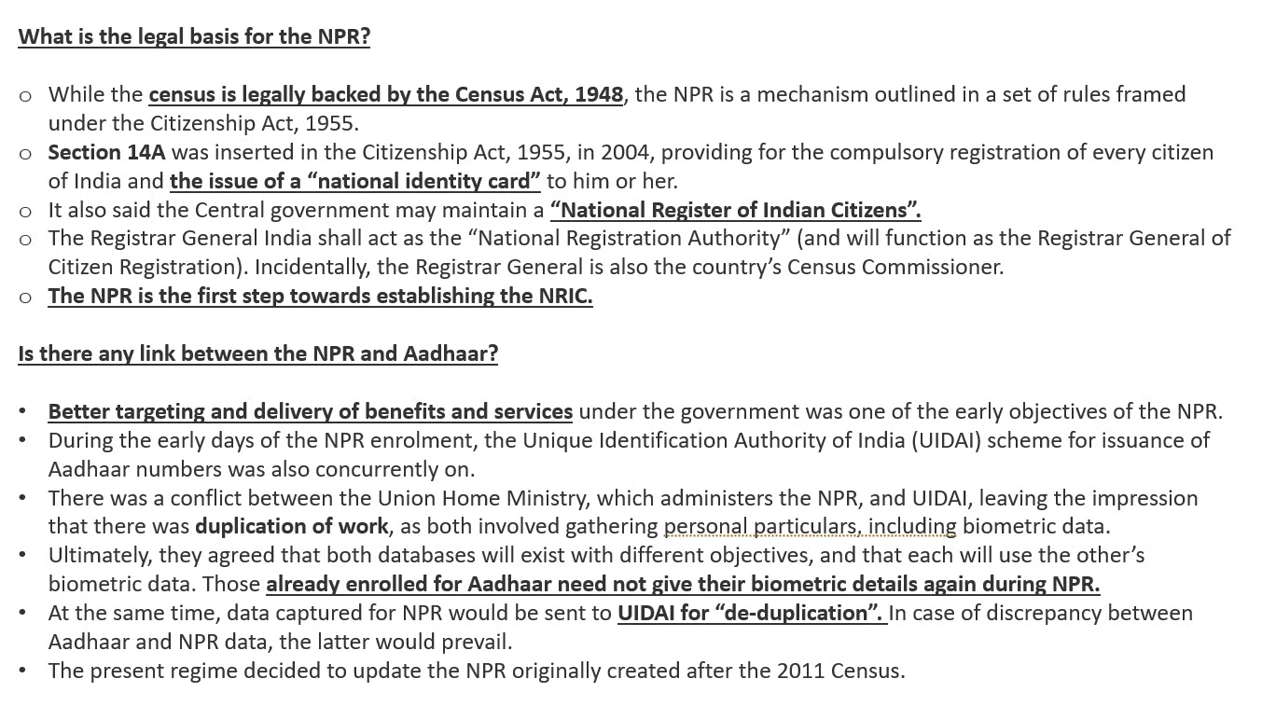 What is the legal basis for the NPR?
o While the census is legally backed by the Census Act, 1948, the NPR is a mechanism outlined in a set of rules framed
under the Citizenship Act, 1955.
o Section 14A was inserted in the Citizenship Act, 1955, in 2004, providing for the compulsory registration of every citizen
of India and the issue of a “national identity card” to him or her.
o It also said the Central government may maintain a “National Register of Indian Citizens”.
o The Registrar General India shall act as the “National Registration Authority” (and will function as the Registrar General of
Citizen Registration). Incidentally, the Registrar General is also the country’s Census Commissioner.
o The NPR is the first step towards establishing the NRIC.
Is there any link between the NPR and Aadhaar?
• Better targeting and delivery of benefits and services under the government was one of the early objectives of the NPR.
• During the early days of the NPR enrolment, the Unique Identification Authority of India (UIDAI) scheme for issuance of
Aadhaar numbers was also concurrently on.
• There was a conflict between the Union Home Ministry, which administers the NPR, and UIDAI, leaving the impression
that there was duplication of work, as both involved gathering personal particulars, including biometric data.
• Ultimately, they agreed that both databases will exist with different objectives, and that each will use the other’s
biometric data. Those already enrolled for Aadhaar need not give their biometric details again during NPR.
• At the same time, data captured for NPR would be sent to UIDAI for “de-duplication”. In case of discrepancy between
Aadhaar and NPR data, the latter would prevail.
• The present regime decided to update the NPR originally created after the 2011 Census.